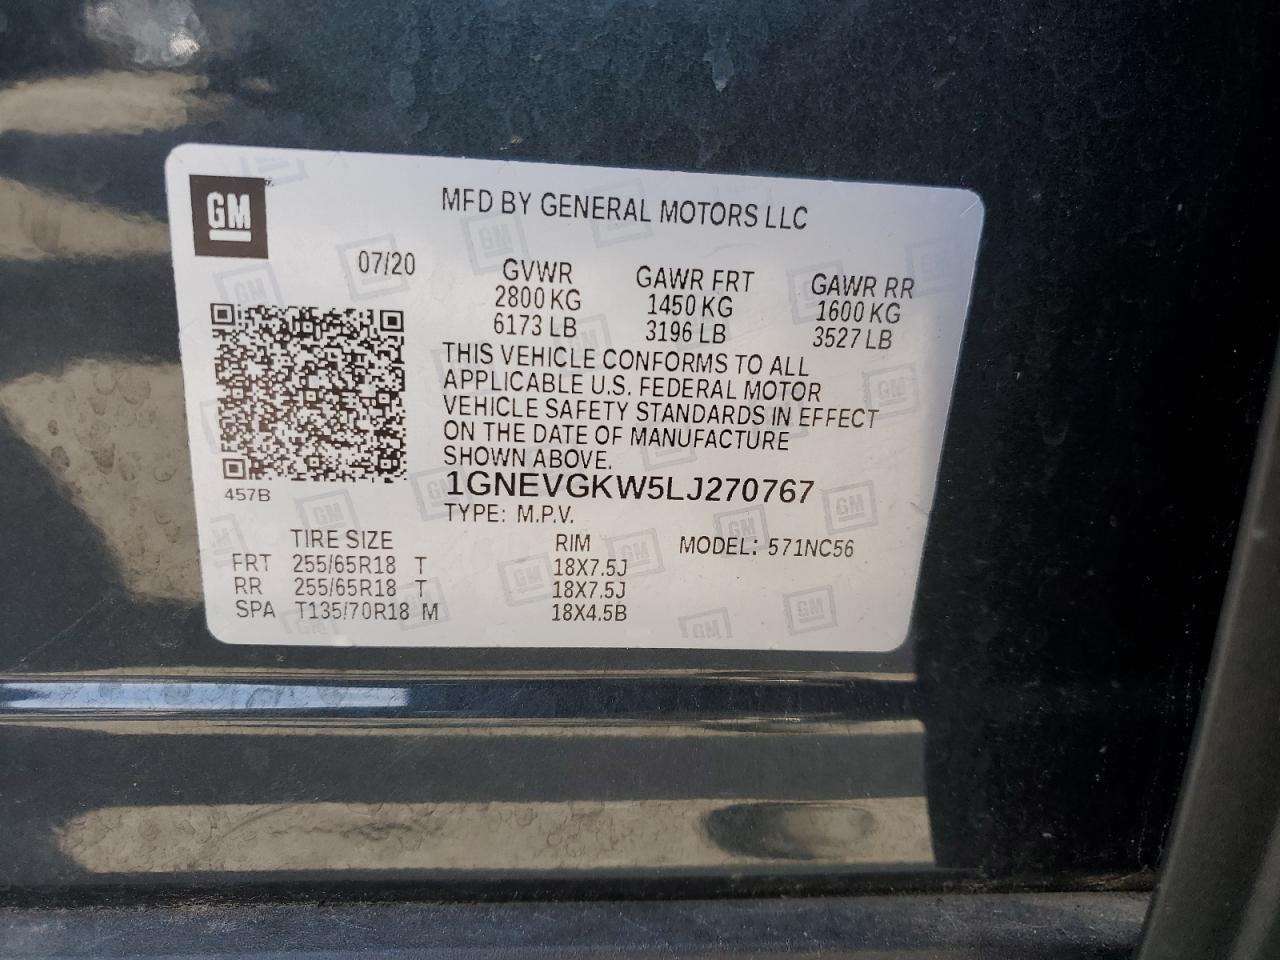 GM
MFD BY GENERAL MOTORS LLC
07/20
GVWR GAWR FRT GAWR RR
2800 KG 1450 KG 1600 KG
6173 LB 3196 LB 3527 LB
THIS VEHICLE CONFORMS TO ALL
APPLICABLE U.S. FEDERAL MOTOR
VEHICLE SAFETY STANDARDS IN EFFECT
ON THE DATE OF MANUFACTURE
SHOWN ABOVE.
457B
1GNEVGKW5LJ270767
TYPE: M.P.V.
TIRE SIZE RIM MODEL: 571NC56
FRT 255/65R18 T 18X7.5J
RR 255/65R18 T 18X7.5J
SPA T135/70R18 M 18X4.5B